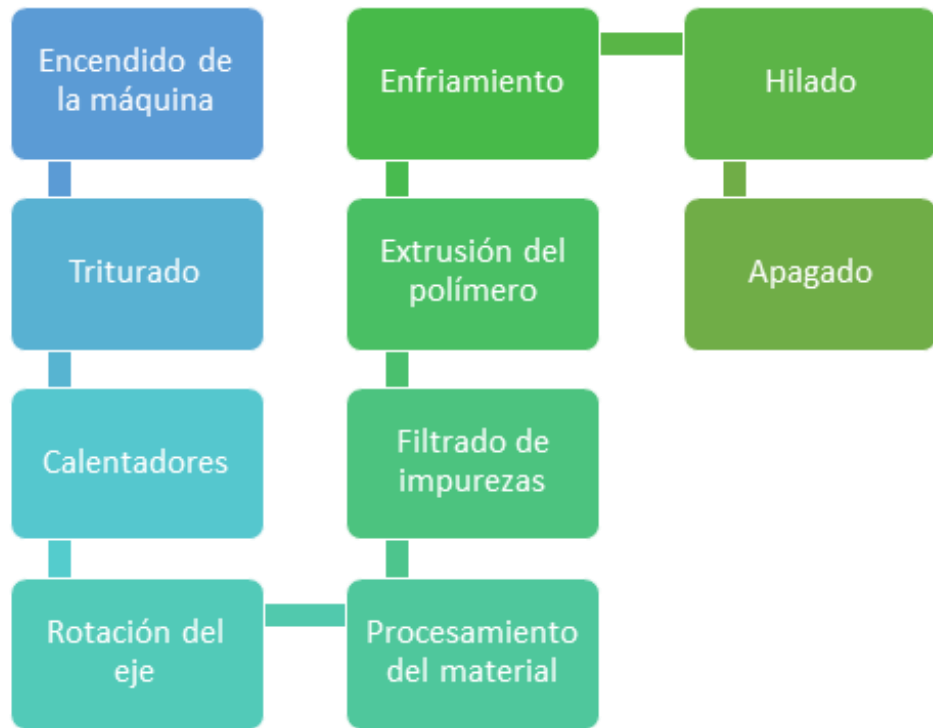 Encendido de
la máquina
Triturado
Calentadores
Rotación del
eje
Procesamiento
del material
Filtrado de
impurezas
Extrusión del
polímero
Enfriamiento
Hilado
Apagado